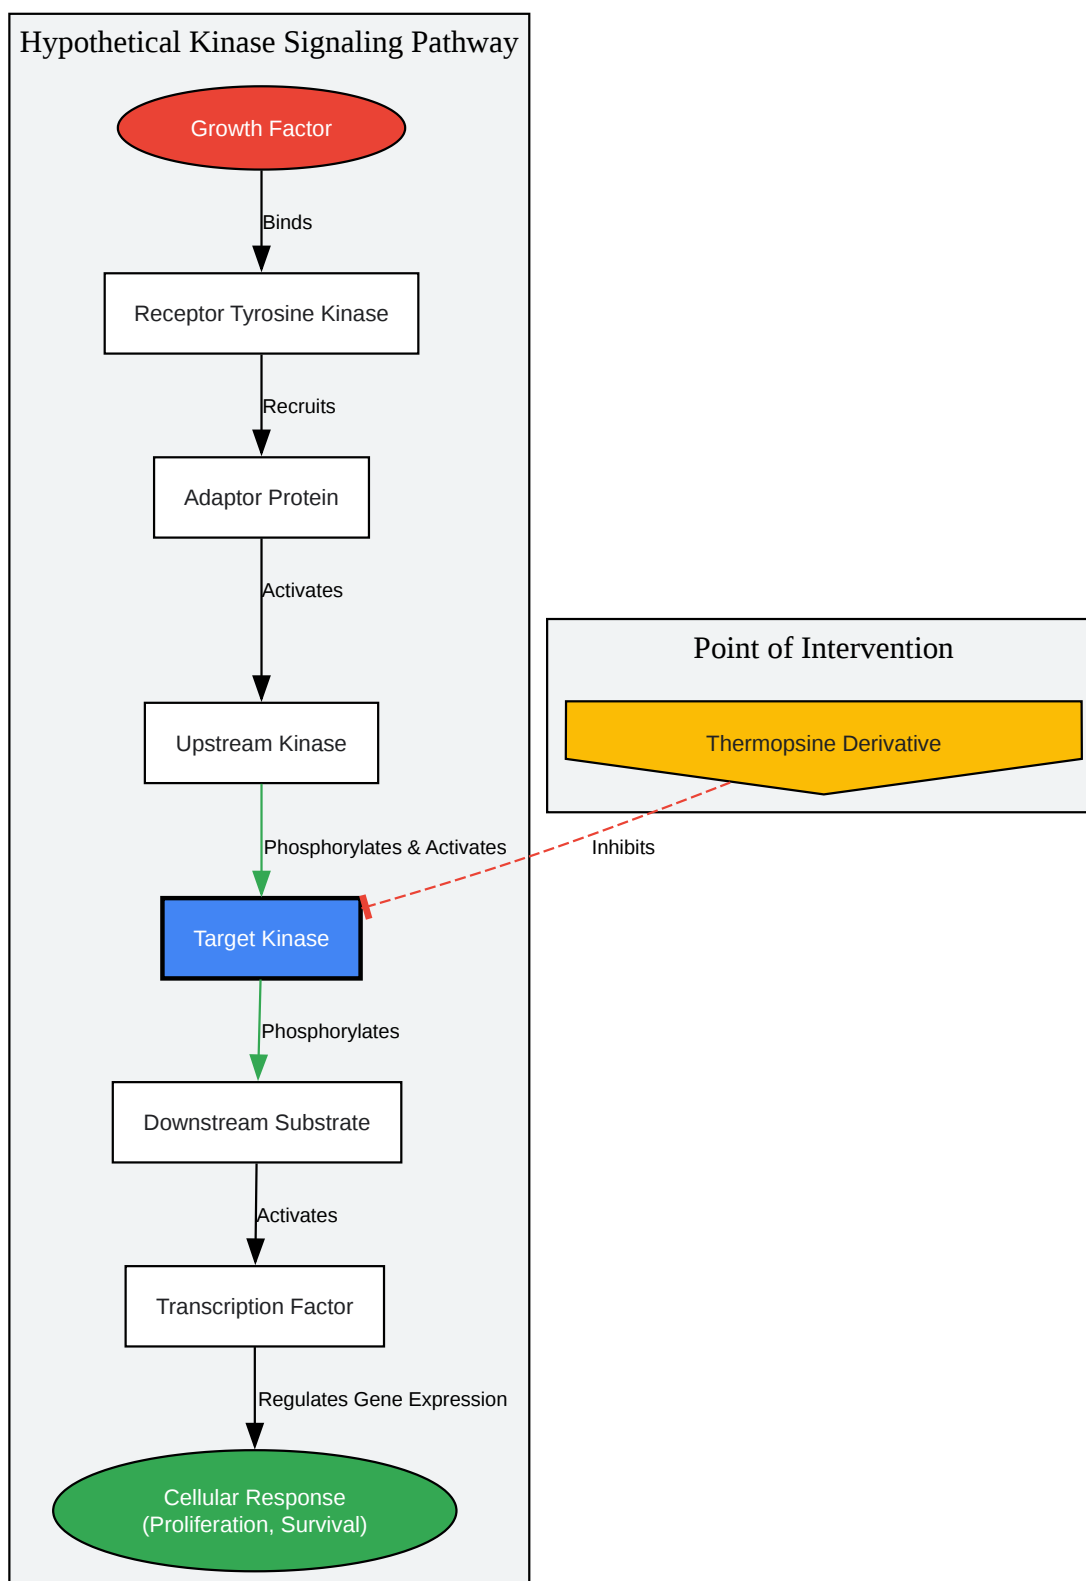 Hypothetical Kinase Signaling Pathway
Growth Factor
Binds
Receptor Tyrosine Kinase
Recruits
Adaptor Protein
Activates
Point of Intervention
Upstream Kinase
Thermopsine Derivative
Phosphorylates & Activates
Inhibits
Target Kinase
Phosphorylates
Downstream Substrate
Activates
Transcription Factor
Regulates Gene Expression
Cellular Response
(Proliferation, Survival)